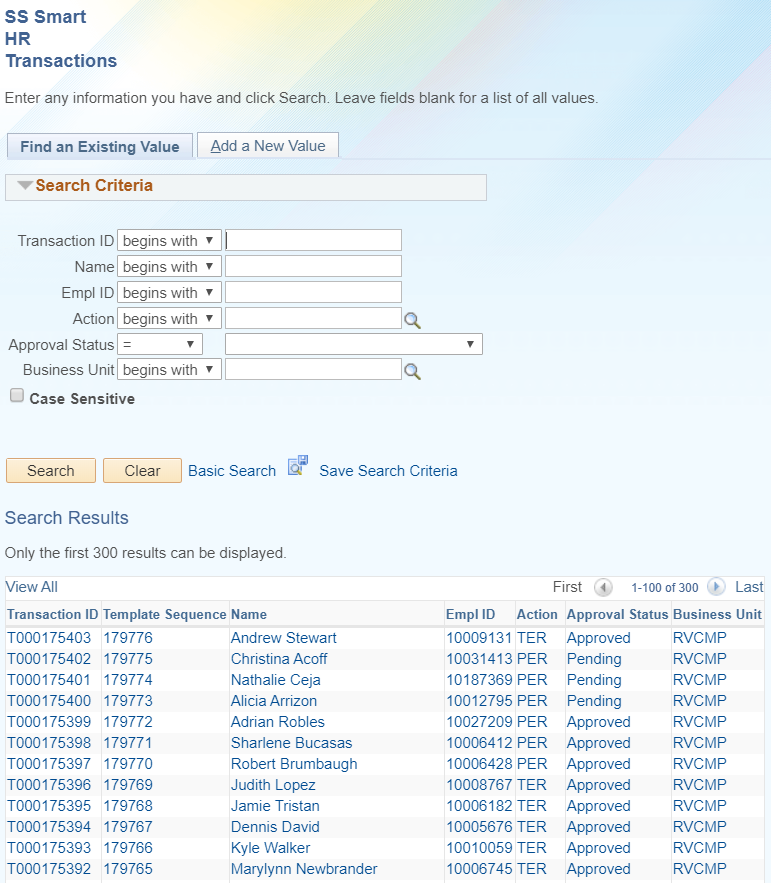 SS Smart
HR
Transactions
Enter any information you have and click Search. Leave fields blank for a list of all values.
Find an Existing Value Add a New Value
Search Criteria
Transaction ID begins with
Name begins with
Empl ID begins with
Action begins with
Approval Status =
Business Unit begins with
Case Sensitive
Search Clear Basic Search Save Search Criteria
Search Results
Only the first 300 results can be displayed.
View All First 1-100 of 300 Last
Transaction ID Template Sequence Name Empl ID Action Approval Status Business Unit
T000175403 179776 Andrew Stewart 10009131 TER Approved RVCMP
T000175402 179775 Christina Acoff 10031413 PER Pending RVCMP
T000175401 179774 Nathalie Ceja 10187369 PER Pending RVCMP
T000175400 179773 Alicia Arrizon 10012795 PER Pending RVCMP
T000175399 179772 Adrian Robles 10027209 PER Approved RVCMP
T000175398 179771 Sharlene Bucasas 10006412 PER Approved RVCMP
T000175397 179770 Robert Brumbaugh 10006428 PER Approved RVCMP
T000175396 179769 Judith Lopez 10008767 TER Approved RVCMP
T000175395 179768 Jamie Tristan 10006182 TER Approved RVCMP
T000175394 179767 Dennis David 10005676 TER Approved RVCMP
T000175393 179766 Kyle Walker 10010059 TER Approved RVCMP
T000175392 179765 Marylynn Newbrander 10006745 TER Approved RVCMP